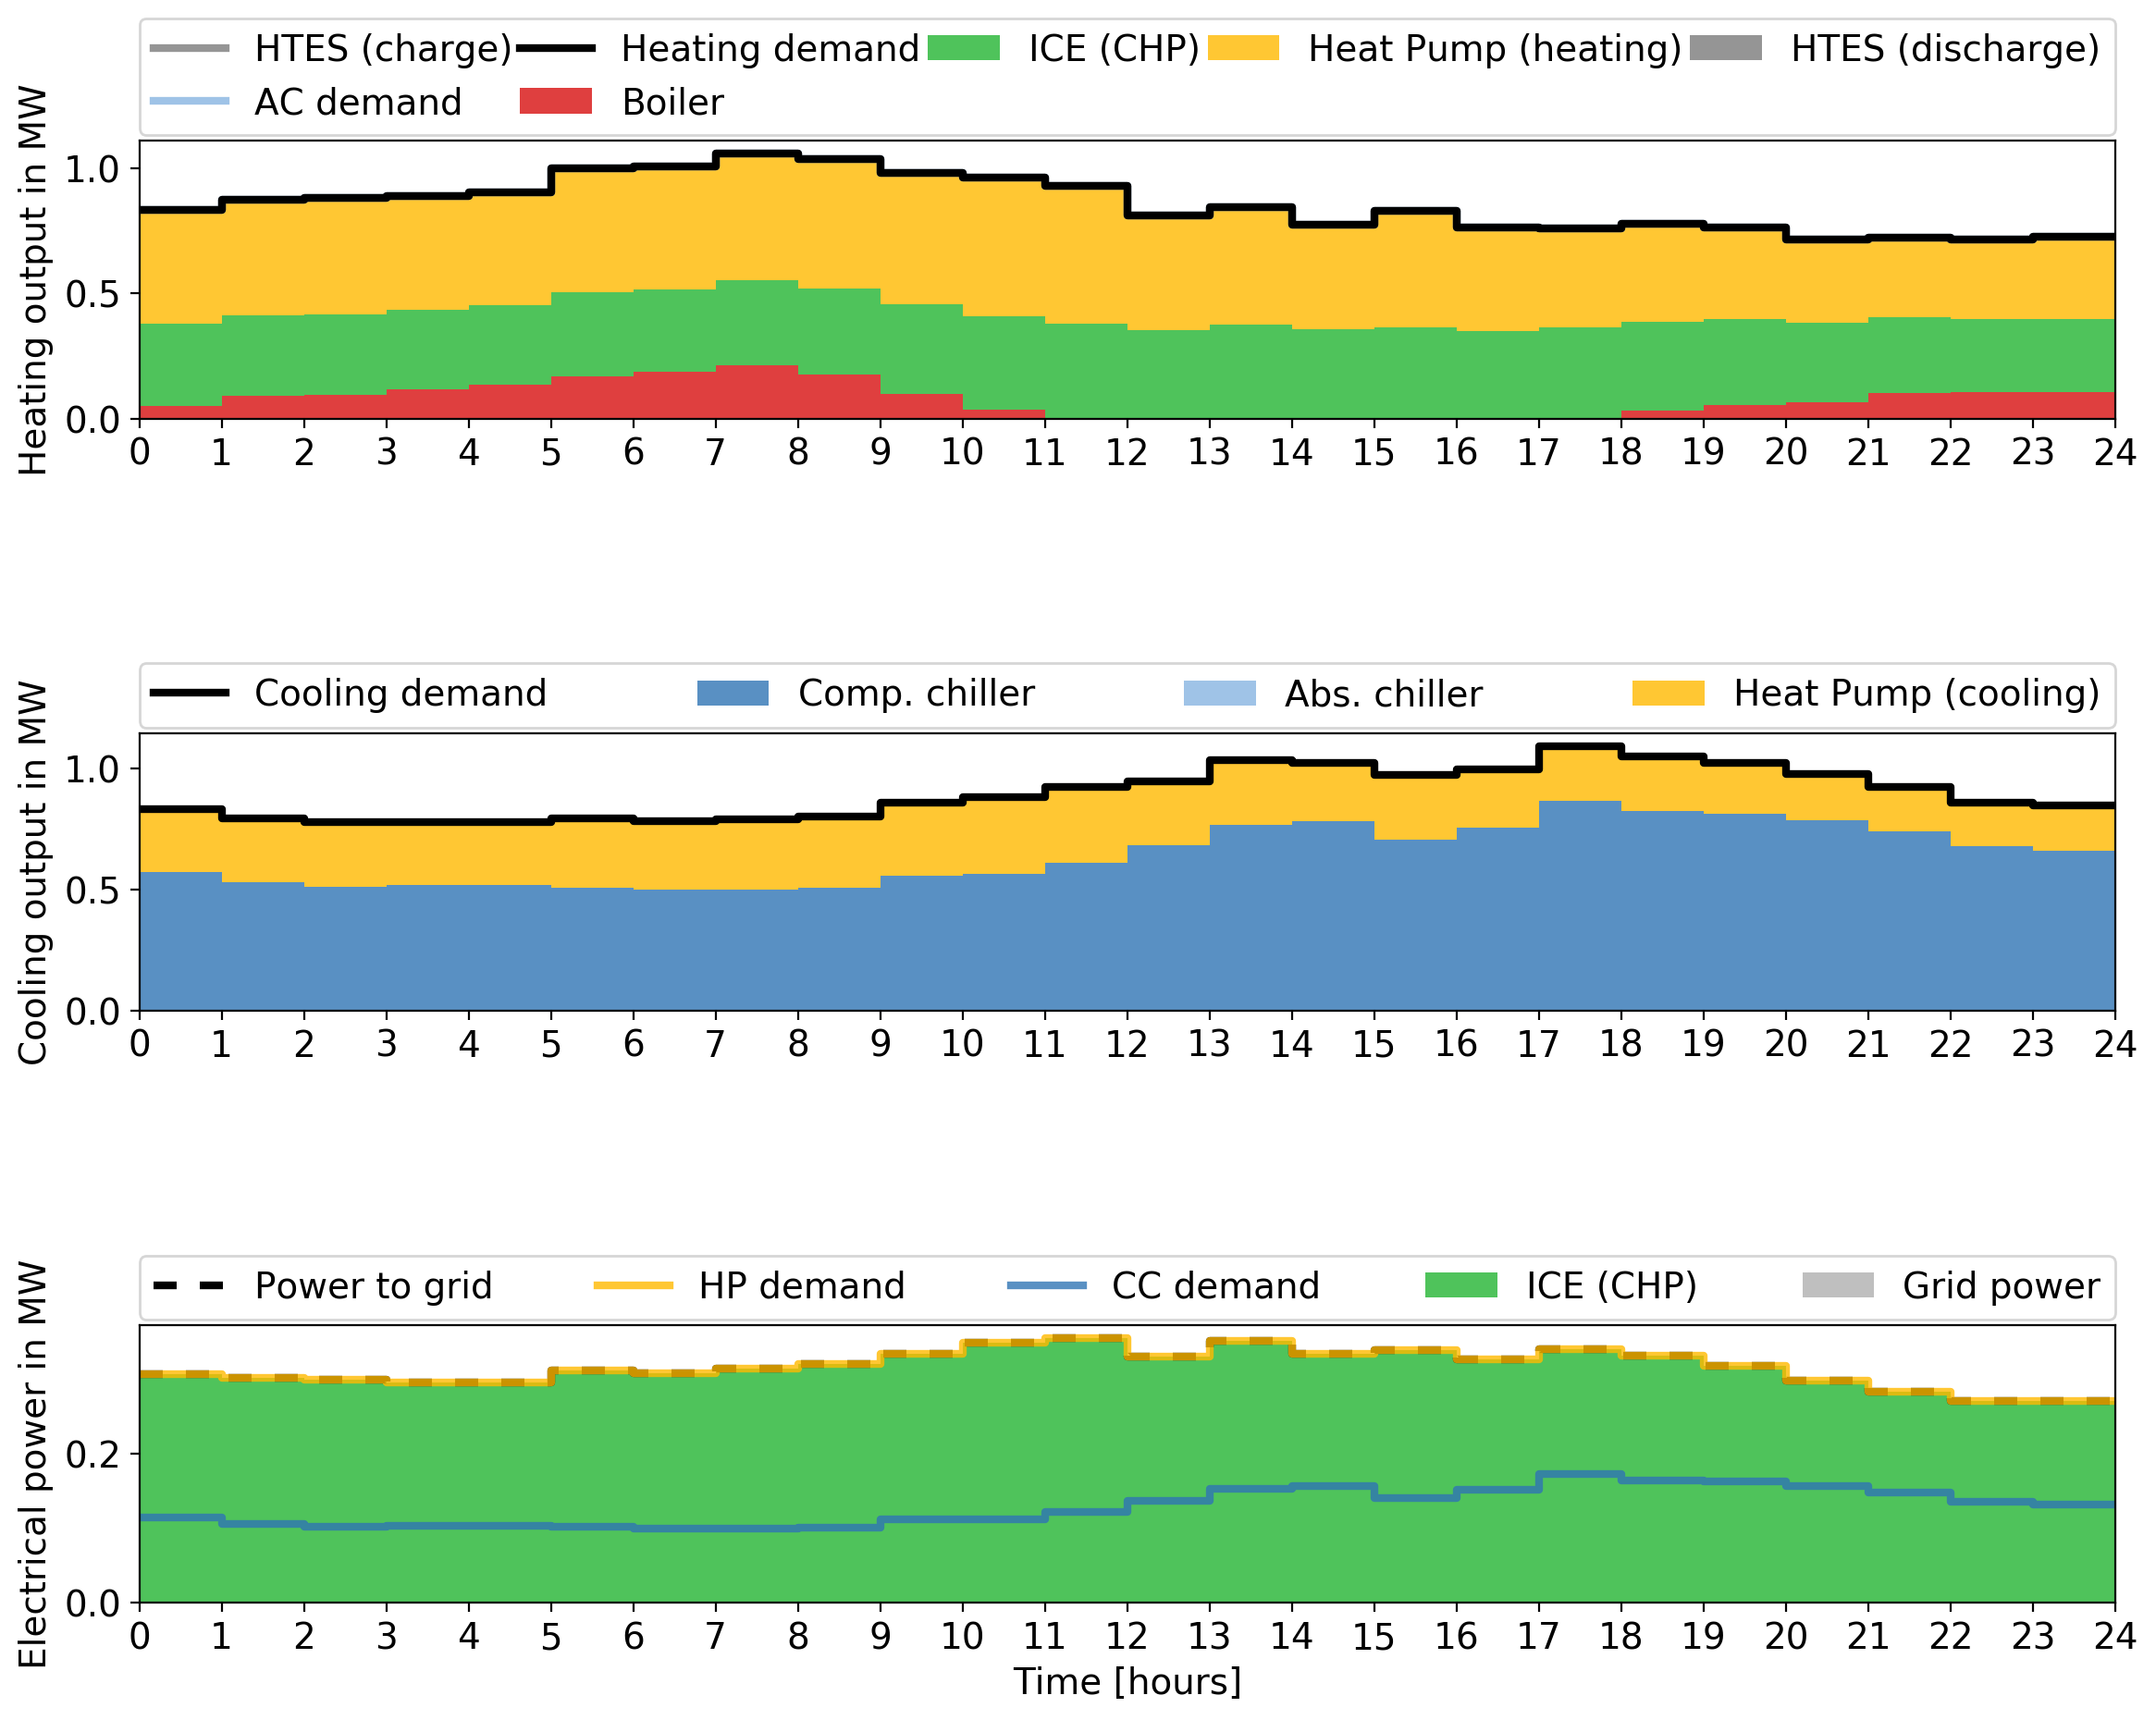 HTES (charge) Heating demand ICE (CHP) Heat Pump (heating) HTES (discharge)
AC demand Boiler
Heating output in MW
1.0
0.5
0.0
0 1 2 3 4 5 6 7 8 9 10 11 12 13 14 15 16 17 18 19 20 21 22 23 24
Cooling demand Comp. chiller Abs. chiller Heat Pump (cooling)
Cooling output in MW
1.0
0.5
0.0
0 1 2 3 4 5 6 7 8 9 10 11 12 13 14 15 16 17 18 19 20 21 22 23 24
Power to grid HP demand CC demand ICE (CHP) Grid power
Electrical power in MW
0.2
0.0
0 1 2 3 4 5 6 7 8 9 10 11 12 13 14 15 16 17 18 19 20 21 22 23 24
Time [hours]